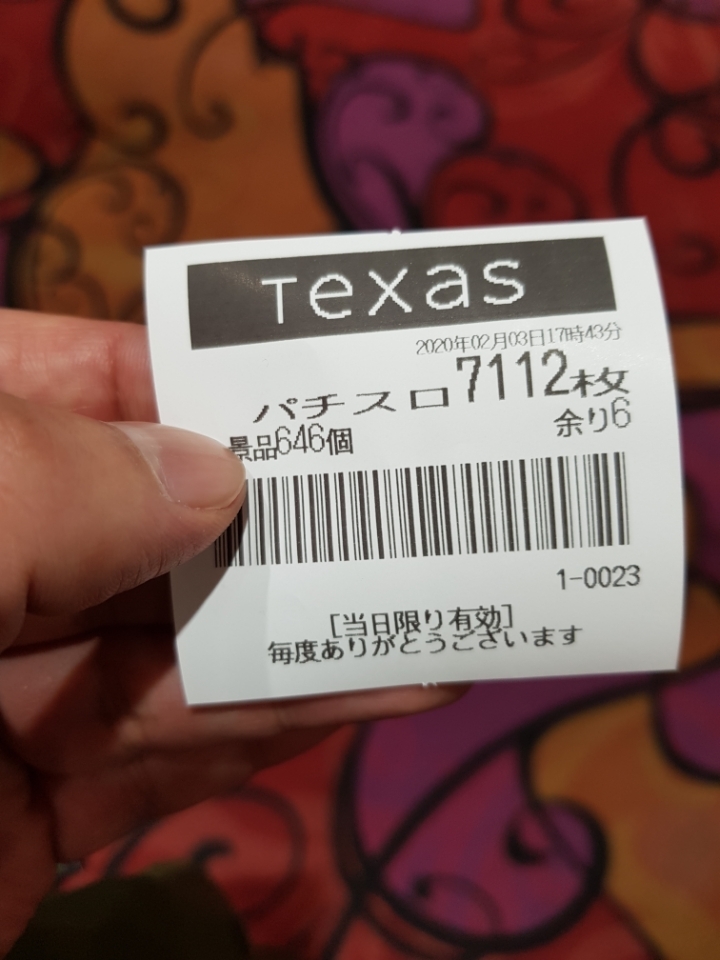 Texas
2020年02月03日17時43分
パチスロ7112枚
景品646個 余り6
1-0023
[当日限り有効]
毎度ありがとうございます